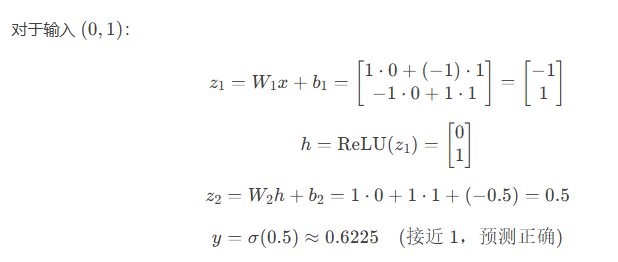 对于输入 (0, 1)：
z₁ = W₁x + b₁ = [1 · 0 + (−1) · 1; −1 · 0 + 1 · 1] = [−1; 1]
h = ReLU(z₁) = [0; 1]
z₂ = W₂h + b₂ = 1 · 0 + 1 · 1 + (−0.5) = 0.5
y = σ(0.5) ≈ 0.6225 (接近 1，预测正确)